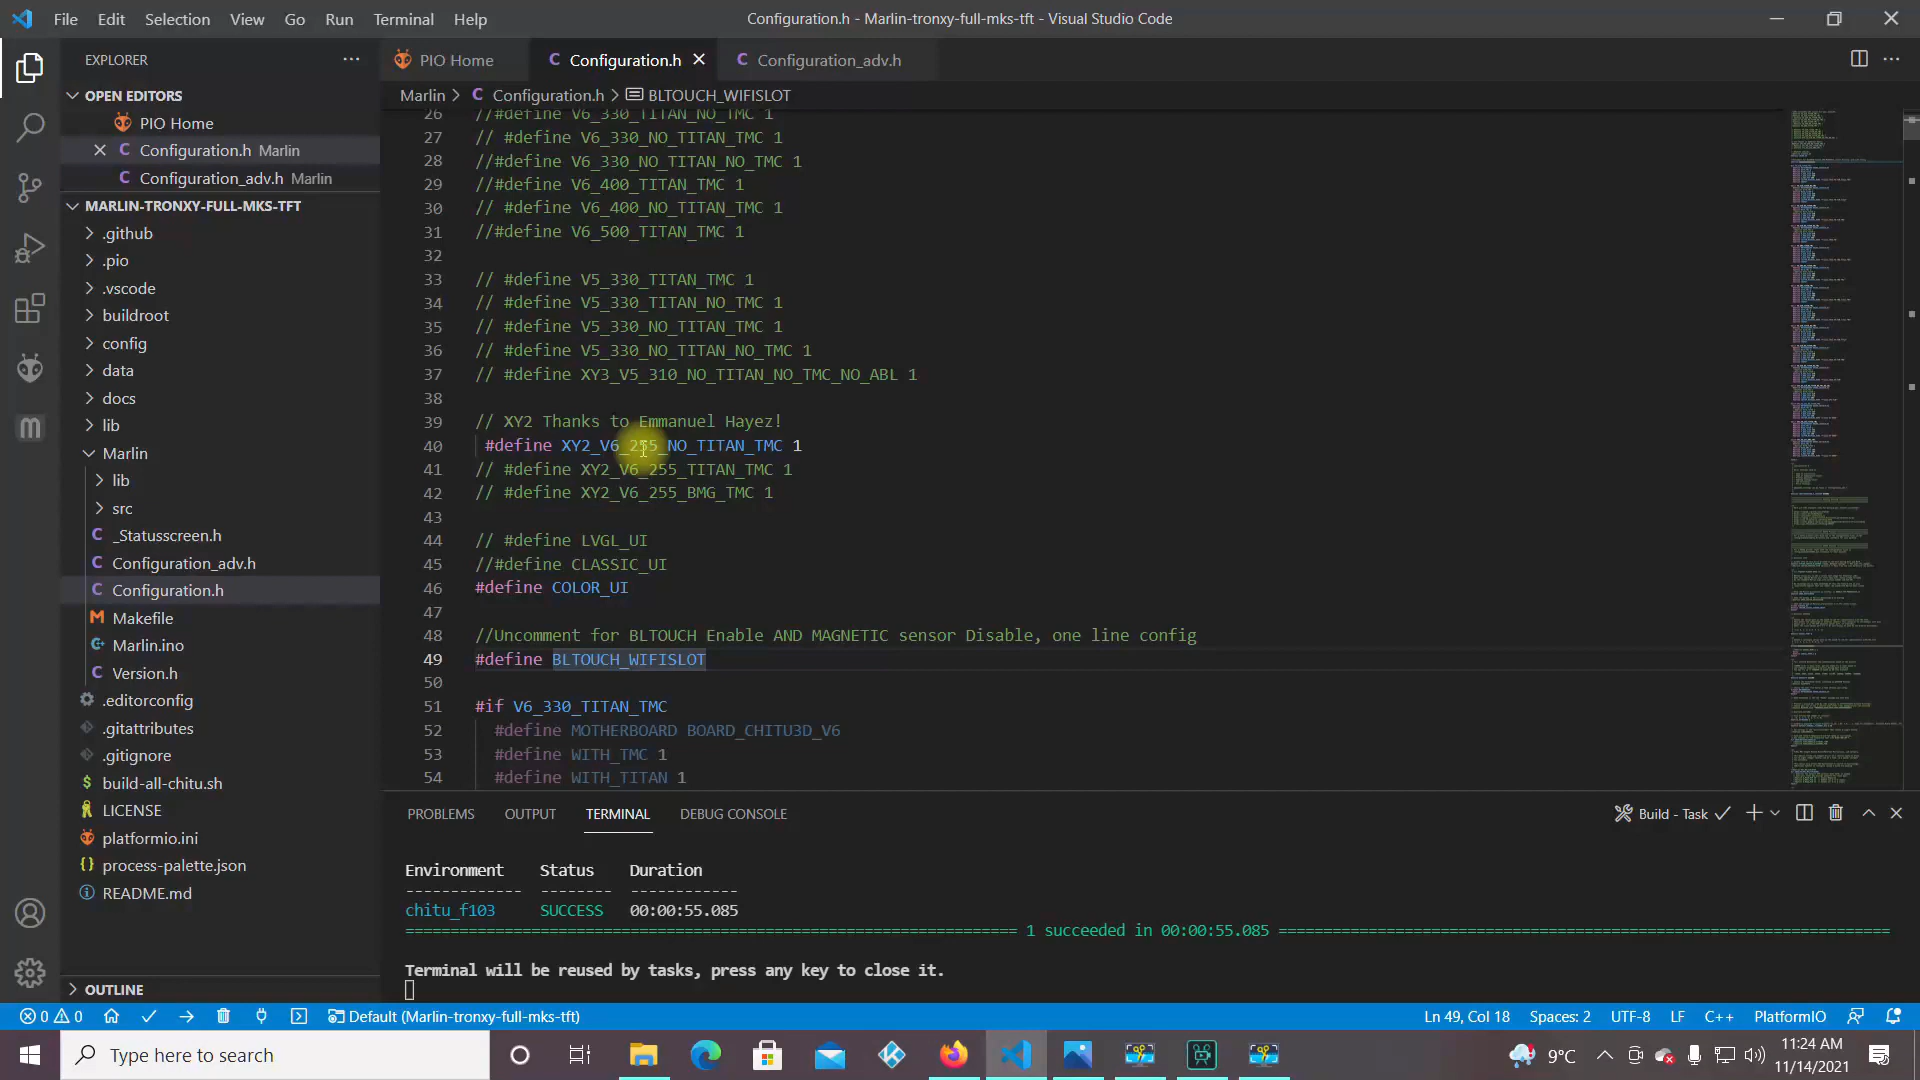 File Edit Selection View Go Run Terminal Help
Configuration.h - Marlin-tronxy-full-mks-tft - Visual Studio Code
EXPLORER
OPEN EDITORS
PIO Home
Configuration.h Marlin
Configuration_adv.h Marlin
MARLIN-TRONXY-FULL-MKS-TFT
.github
.pio
.vscode
buildroot
config
data
docs
lib
Marlin
lib
src
_Statusscreen.h
Configuration_adv.h
Configuration.h
Makefile
Marlin.ino
Version.h
.editorconfig
.gitattributes
.gitignore
build-all-chitu.sh
LICENSE
platformio.ini
process-palette.json
README.md
OUTLINE
PIO Home
Configuration.h
Configuration_adv.h
Marlin > Configuration.h > BLTOUCH_WIFISLOT
26 //#define V6_330_TITAN_NO_TMC 1
27 // #define V6_330_NO_TITAN_TMC 1
28 //#define V6_330_NO_TITAN_NO_TMC 1
29 //#define V6_400_TITAN_TMC 1
30 // #define V6_400_NO_TITAN_TMC 1
31 //#define V6_500_TITAN_TMC 1
32
33 // #define V5_330_TITAN_TMC 1
34 // #define V5_330_TITAN_NO_TMC 1
35 // #define V5_330_NO_TITAN_TMC 1
36 // #define V5_330_NO_TITAN_NO_TMC 1
37 // #define XY3_V5_310_NO_TITAN_NO_TMC_NO_ABL 1
38
39 // XY2 Thanks to Emmanuel Hayez!
40 #define XY2_V6_255_NO_TITAN_TMC 1
41 // #define XY2_V6_255_TITAN_TMC 1
42 // #define XY2_V6_255_BMG_TMC 1
43
44 // #define LVGL_UI
45 //#define CLASSIC_UI
46 #define COLOR_UI
47
48 //Uncomment for BLTOUCH Enable AND MAGNETIC sensor Disable, one line config
49 #define BLTOUCH_WIFISLOT
50
51 #if V6_330_TITAN_TMC
52 #define MOTHERBOARD BOARD_CHITU3D_V6
53 #define WITH_TMC 1
54 #define WITH_TITAN 1
PROBLEMS OUTPUT TERMINAL DEBUG CONSOLE
Build - Task
Environment Status Duration
------------- -------- ------------
chitu_f103 SUCCESS 00:00:55.085
================================================================ 1 succeeded in 00:00:55.085 ================================================================
Terminal will be reused by tasks, press any key to close it.
0 0
Default (Marlin-tronxy-full-mks-tft)
Ln 49, Col 18 Spaces: 2 UTF-8 LF C++ PlatformIO
Type here to search
9°C
11:24 AM
11/14/2021